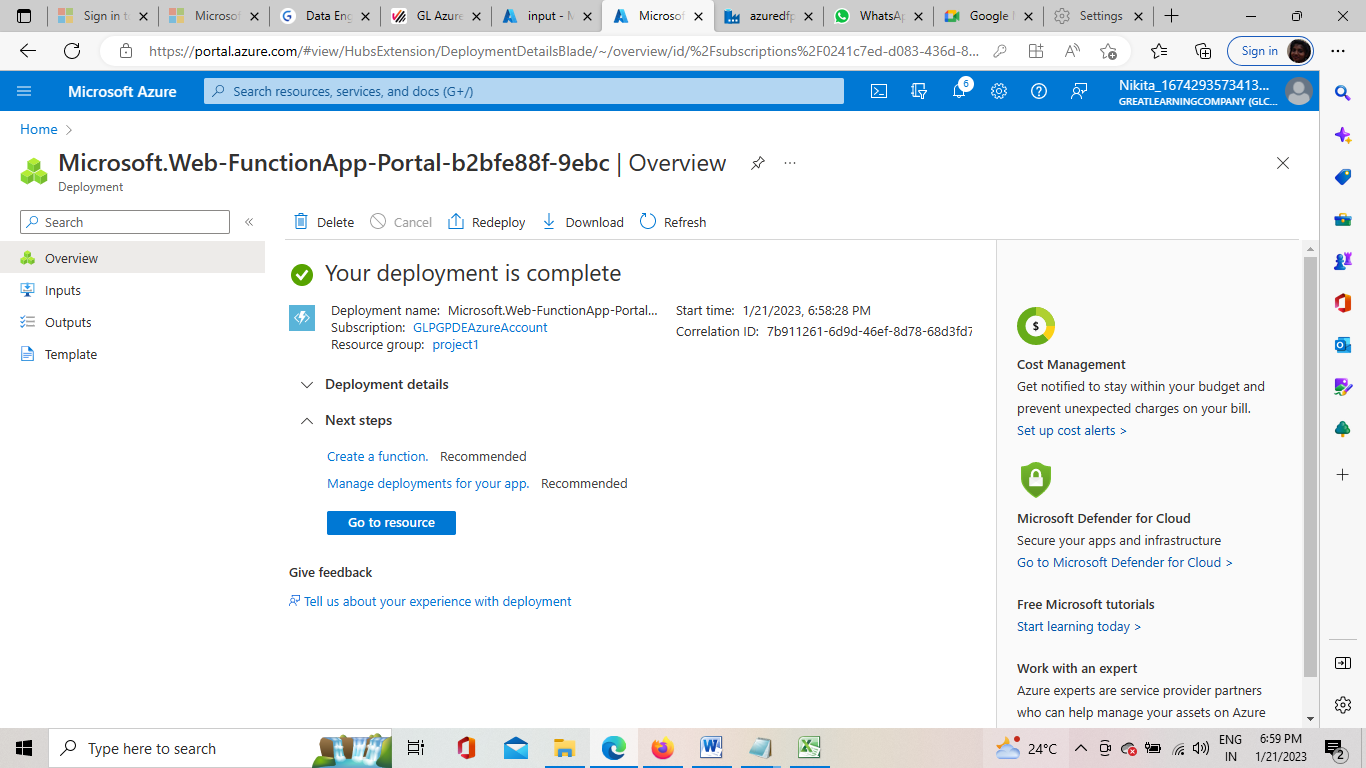 Sign in t
Microsof
Data Eng
GL Azure
input - M
Microsof
azuredfp
WhatsAp
Google M
Settings
https://portal.azure.com/#view/HubsExtension/DeploymentDetailsBlade/~/overview/id/%2Fsubscriptions%2F0241c7ed-d083-436d-8...
Sign in
Microsoft Azure
Search resources, services, and docs (G+/)
6
Nikita_1674293573413...
GREATLEARNINGCOMPANY (GLC...
Home
Microsoft.Web-FunctionApp-Portal-b2bfe88f-9ebc | Overview
Deployment
Search
Delete
Cancel
Redeploy
Download
Refresh
Overview
Inputs
Outputs
Template
Your deployment is complete
Deployment name: Microsoft.Web-FunctionApp-Portal...
Subscription: GLPGPDEAzureAccount
Resource group: project1
Start time: 1/21/2023, 6:58:28 PM
Correlation ID: 7b911261-6d9d-46ef-8d78-68d3fd7
Deployment details
Next steps
Create a function. Recommended
Manage deployments for your app. Recommended
Go to resource
Give feedback
Tell us about your experience with deployment
$
Cost Management
Get notified to stay within your budget and
prevent unexpected charges on your bill.
Set up cost alerts >
Microsoft Defender for Cloud
Secure your apps and infrastructure
Go to Microsoft Defender for Cloud >
Free Microsoft tutorials
Start learning today >
Work with an expert
Azure experts are service provider partners
who can help manage your assets on Azure
Type here to search
24°C
ENG
IN
6:59 PM
1/21/2023
2